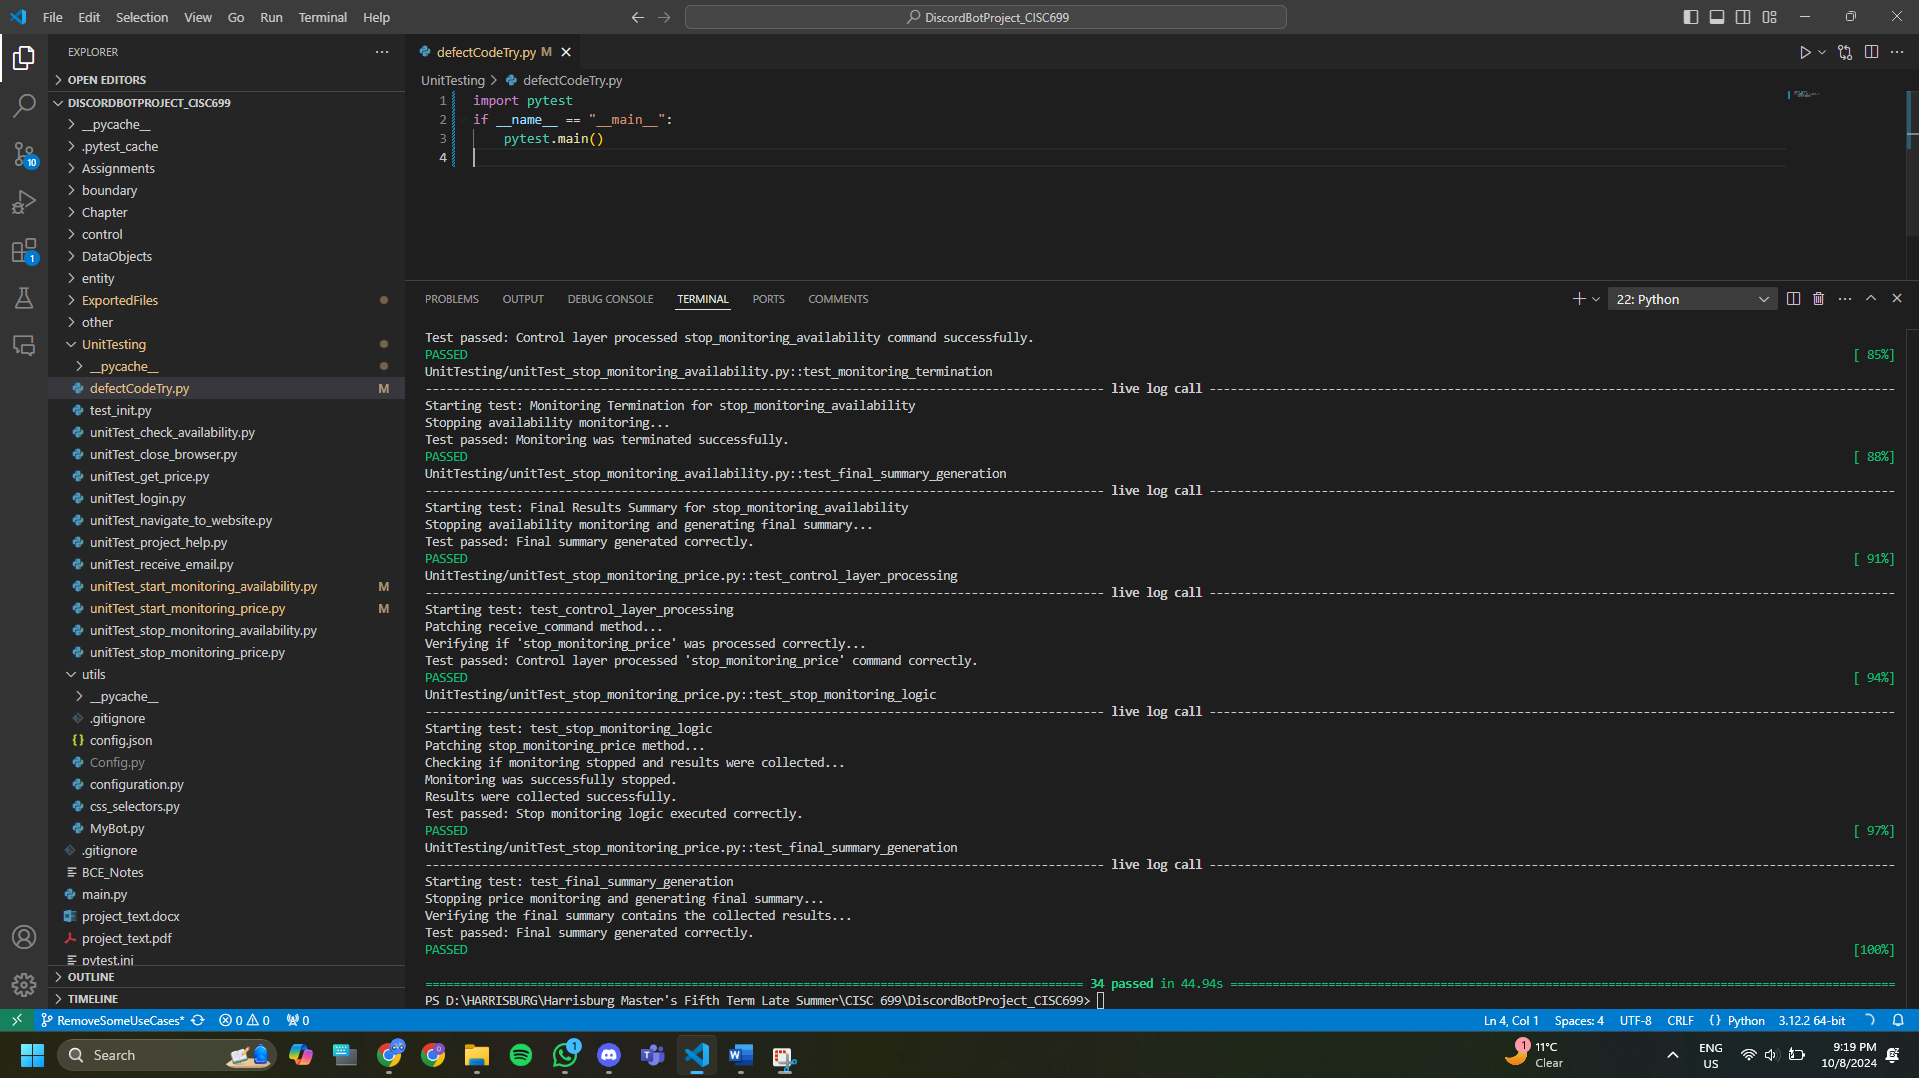 File Edit Selection View Go Run Terminal Help
DiscordBotProject_CISC699
EXPLORER
OPEN EDITORS
DISCORDBOTPROJECT_CISC699
__pycache__
.pytest_cache
Assignments
boundary
Chapter
control
DataObjects
entity
ExportedFiles
other
UnitTesting
__pycache__
defectCodeTry.py M
test_init.py
unitTest_check_availability.py
unitTest_close_browser.py
unitTest_get_price.py
unitTest_login.py
unitTest_navigate_to_website.py
unitTest_project_help.py
unitTest_receive_email.py
unitTest_start_monitoring_availability.py M
unitTest_start_monitoring_price.py M
unitTest_stop_monitoring_availability.py
unitTest_stop_monitoring_price.py
utils
__pycache__
.gitignore
config.json
Config.py
configuration.py
css_selectors.py
MyBot.py
.gitignore
BCE_Notes
main.py
project_text.docx
project_text.pdf
pytest.ini
OUTLINE
TIMELINE
10
1
defectCodeTry.py M
UnitTesting > defectCodeTry.py
1 import pytest
2 if __name__ == "__main__":
3 pytest.main()
4
PROBLEMS OUTPUT DEBUG CONSOLE TERMINAL PORTS COMMENTS
22: Python
Test passed: Control layer processed stop_monitoring_availability command successfully.
PASSED [ 85%]
UnitTesting/unitTest_stop_monitoring_availability.py::test_monitoring_termination
live log call
Starting test: Monitoring Termination for stop_monitoring_availability
Stopping availability monitoring...
Test passed: Monitoring was terminated successfully.
PASSED [ 88%]
UnitTesting/unitTest_stop_monitoring_availability.py::test_final_summary_generation
live log call
Starting test: Final Results Summary for stop_monitoring_availability
Stopping availability monitoring and generating final summary...
Test passed: Final summary generated correctly.
PASSED [ 91%]
UnitTesting/unitTest_stop_monitoring_price.py::test_control_layer_processing
live log call
Starting test: test_control_layer_processing
Patching receive_command method...
Verifying if 'stop_monitoring_price' was processed correctly...
Test passed: Control layer processed 'stop_monitoring_price' command correctly.
PASSED [ 94%]
UnitTesting/unitTest_stop_monitoring_price.py::test_stop_monitoring_logic
live log call
Starting test: test_stop_monitoring_logic
Patching stop_monitoring_price method...
Checking if monitoring stopped and results were collected...
Monitoring was successfully stopped.
Results were collected successfully.
Test passed: Stop monitoring logic executed correctly.
PASSED [ 97%]
UnitTesting/unitTest_stop_monitoring_price.py::test_final_summary_generation
live log call
Starting test: test_final_summary_generation
Stopping price monitoring and generating final summary...
Verifying the final summary contains the collected results...
Test passed: Final summary generated correctly.
PASSED [100%]
34 passed in 44.94s
PS D:\HARRISBURG\Harrisburg Master's Fifth Term Late Summer\CISC 699\DiscordBotProject_CISC699>
RemoveSomeUseCases* 0 0 0
Ln 4, Col 1 Spaces: 4 UTF-8 CRLF Python 3.12.2 64-bit
Search
1
1
11°C
Clear
ENG
US
9:19 PM
10/8/2024